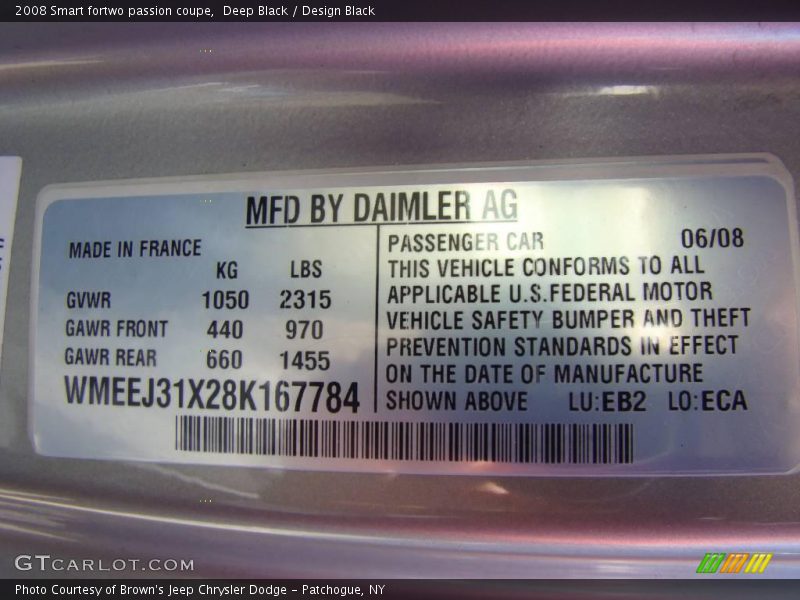 2008 Smart fortwo passion coupe,  Deep Black / Design Black
MFD BY DAIMLER AG
MADE IN FRANCE
KG LBS
GVWR 1050 2315
GAWR FRONT 440 970
GAWR REAR 660 1455
WMEEJ31X28K167784
PASSENGER CAR 06/08
THIS VEHICLE CONFORMS TO ALL
APPLICABLE U.S.FEDERAL MOTOR
VEHICLE SAFETY BUMPER AND THEFT
PREVENTION STANDARDS IN EFFECT
ON THE DATE OF MANUFACTURE
SHOWN ABOVE LU:EB2 LO:ECA
GTCARLOT.COM
Photo Courtesy of Brown's Jeep Chrysler Dodge – Patchogue, NY